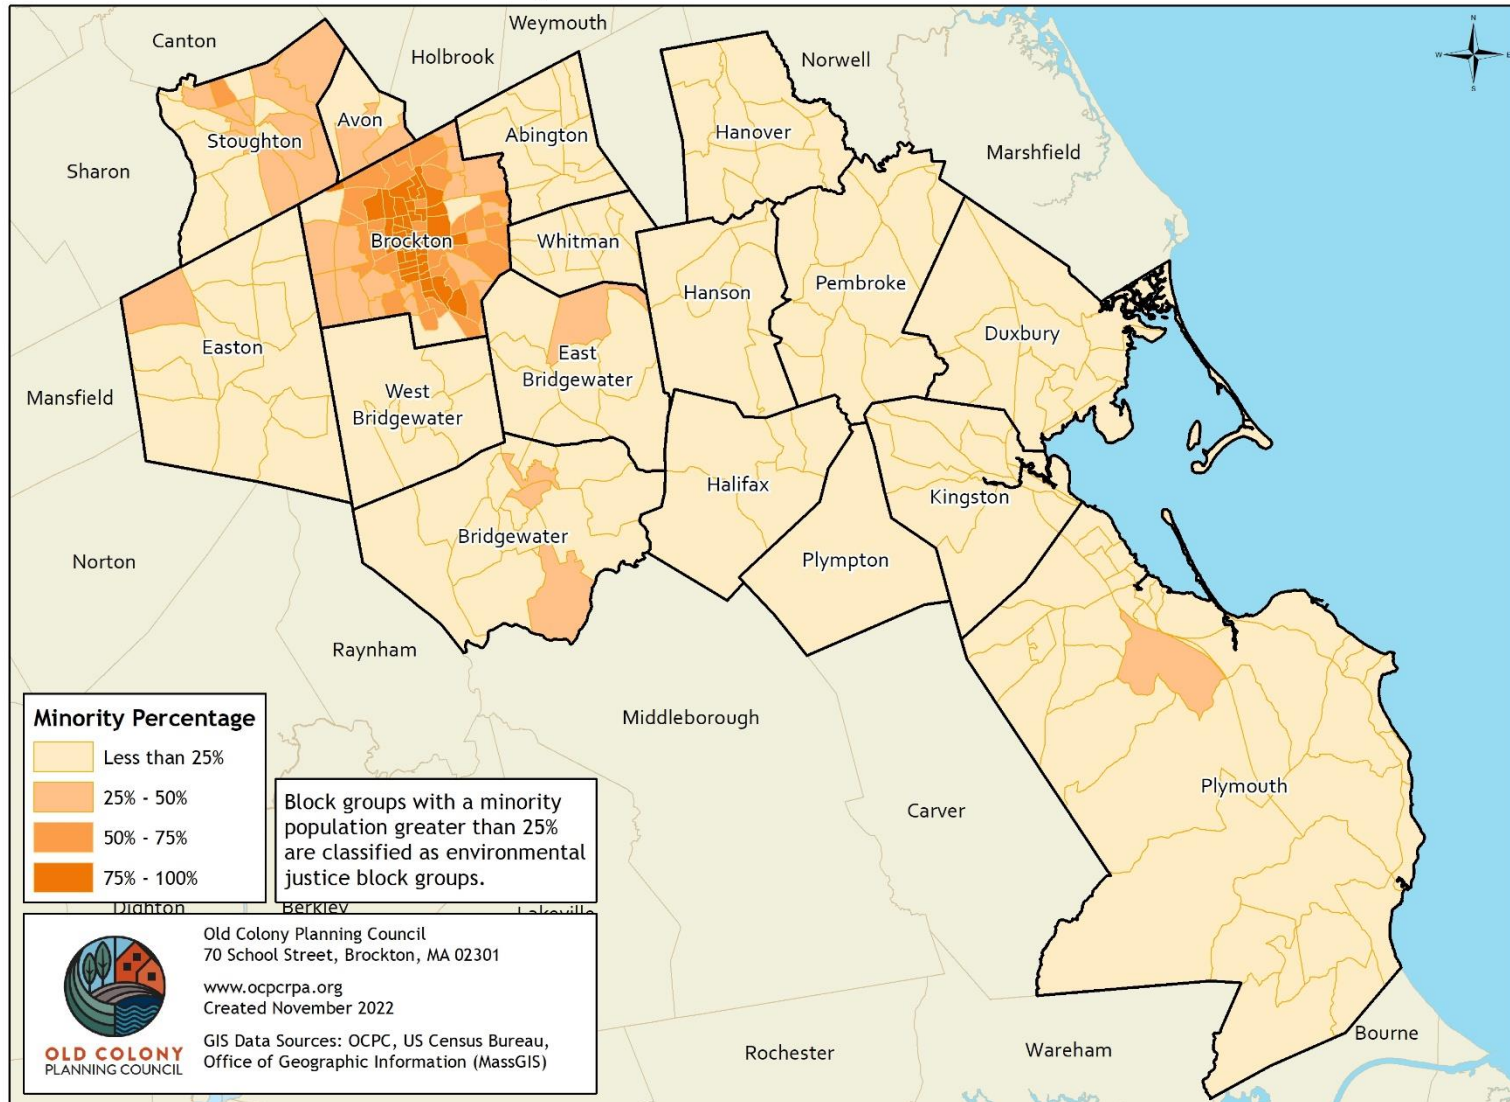 Weymouth
Canton
Holbrook
Norwell
N
W
E
S
Avon
Abington
Hanover
Stoughton
Marshfield
Sharon
Brockton
Whitman
Hanson
Pembroke
Duxbury
Easton
East
Bridgewater
West
Bridgewater
Mansfield
Halifax
Kingston
Bridgewater
Plympton
Norton
Raynham
Middleborough
Plymouth
Carver
Minority Percentage
Less than 25%
25% - 50%
50% - 75%
75% - 100%
Block groups with a minority
population greater than 25%
are classified as environmental
justice block groups.
Dighton
Berkley
Lakeville
Old Colony Planning Council
70 School Street, Brockton, MA 02301
www.ocpcrpa.org
Created November 2022
GIS Data Sources: OCPC, US Census Bureau,
Office of Geographic Information (MassGIS)
OLD COLONY
PLANNING COUNCIL
Rochester
Wareham
Bourne